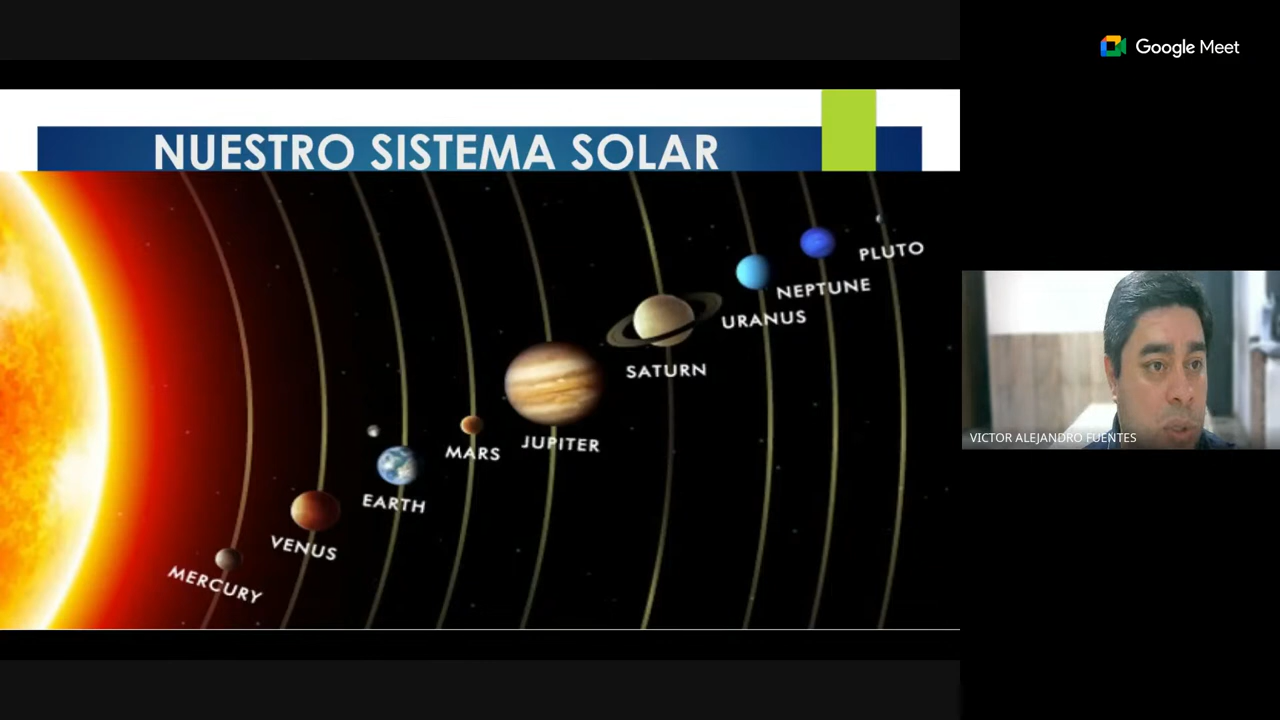 Google Meet
NUESTRO SISTEMA SOLAR
PLUTO
NEPTUNE
URANUS
SATURN
JUPITER
MARS
EARTH
VENUS
MERCURY
VICTOR ALEJANDRO FUENTES